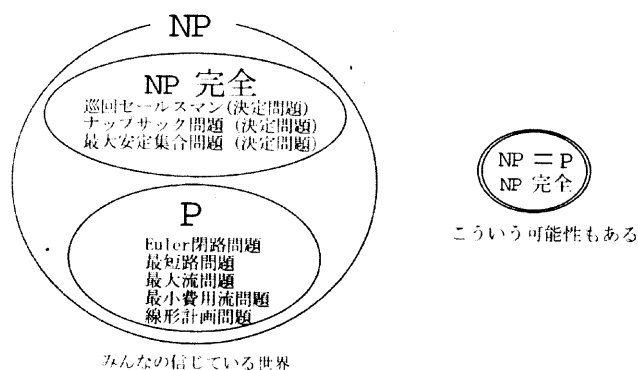 NP
NP 完全
巡回セールスマン(決定問題)
ナップサック問題 (決定問題)
最大安定集合問題 (決定問題)
P
Euler閉路問題
最短路問題
最大流問題
最小費用流問題
線形計画問題
みんなの信じている世界
NP = P
NP 完全
こういう可能性もある